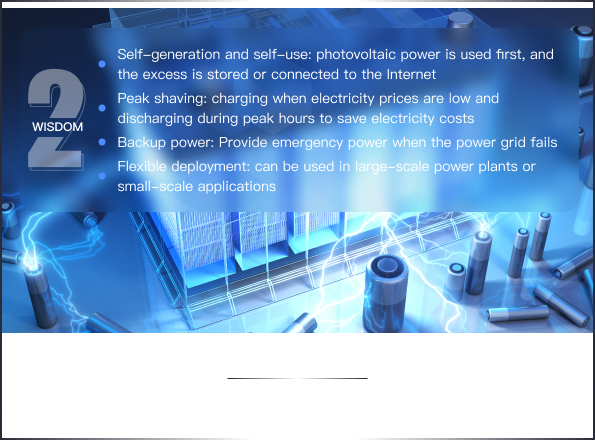 2
WISDOM
Self-generation and self-use: photovoltaic power is used first, and
the excess is stored or connected to the Internet
Peak shaving: charging when electricity prices are low and
discharging during peak hours to save electricity costs
Backup power: Provide emergency power when the power grid fails
Flexible deployment: can be used in large-scale power plants or
small-scale applications